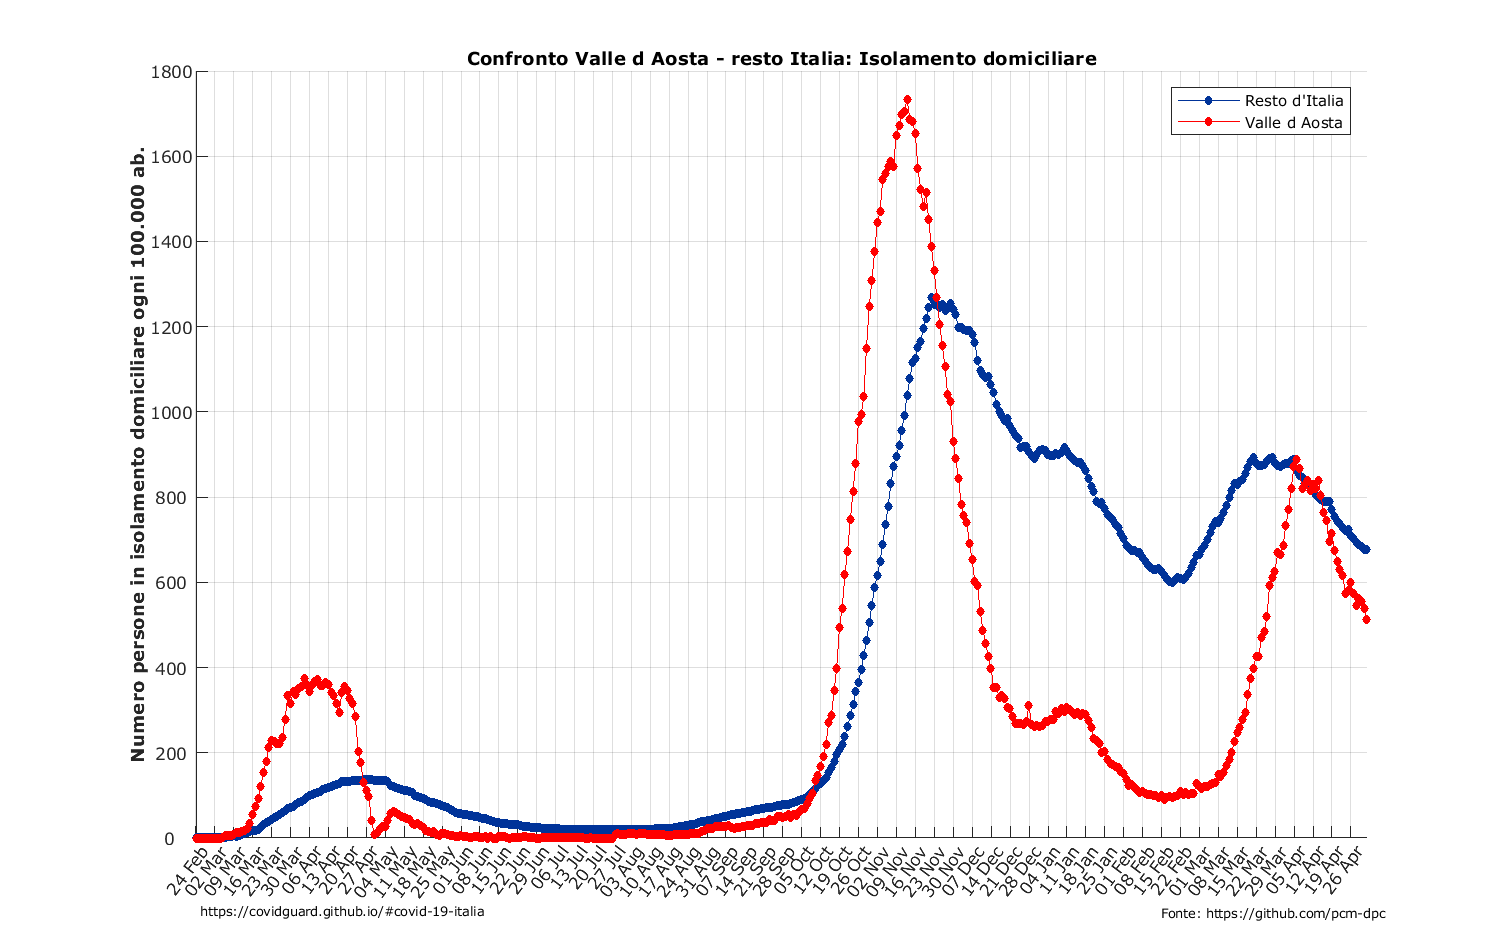 Confronto Valle d Aosta - resto Italia: Isolamento domiciliare
Numero persone in isolamento domiciliare ogni 100.000 ab.
1800
1600
1400
1200
1000
800
600
400
200
0
Resto d'Italia
Valle d Aosta
24 Feb
02 Mar
09 Mar
16 Mar
23 Mar
30 Mar
06 Apr
13 Apr
20 Apr
27 Apr
04 May
11 May
18 May
25 May
01 Jun
08 Jun
15 Jun
22 Jun
29 Jun
06 Jul
13 Jul
20 Jul
27 Jul
03 Aug
10 Aug
17 Aug
24 Aug
31 Aug
07 Sep
14 Sep
21 Sep
28 Sep
05 Oct
12 Oct
19 Oct
26 Oct
02 Nov
09 Nov
16 Nov
23 Nov
30 Nov
07 Dec
14 Dec
21 Dec
28 Dec
04 Jan
11 Jan
18 Jan
25 Jan
01 Feb
08 Feb
15 Feb
22 Feb
01 Mar
08 Mar
15 Mar
22 Mar
29 Mar
05 Apr
12 Apr
19 Apr
26 Apr
https://covidguard.github.io/#covid-19-italia
Fonte: https://github.com/pcm-dpc